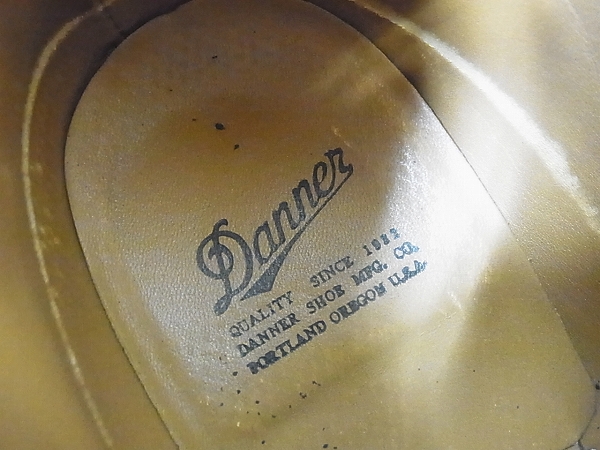 Danner
QUALITY SINCE 1932
DANNER SHOE MFG. CO.
PORTLAND OREGON U.S.A.